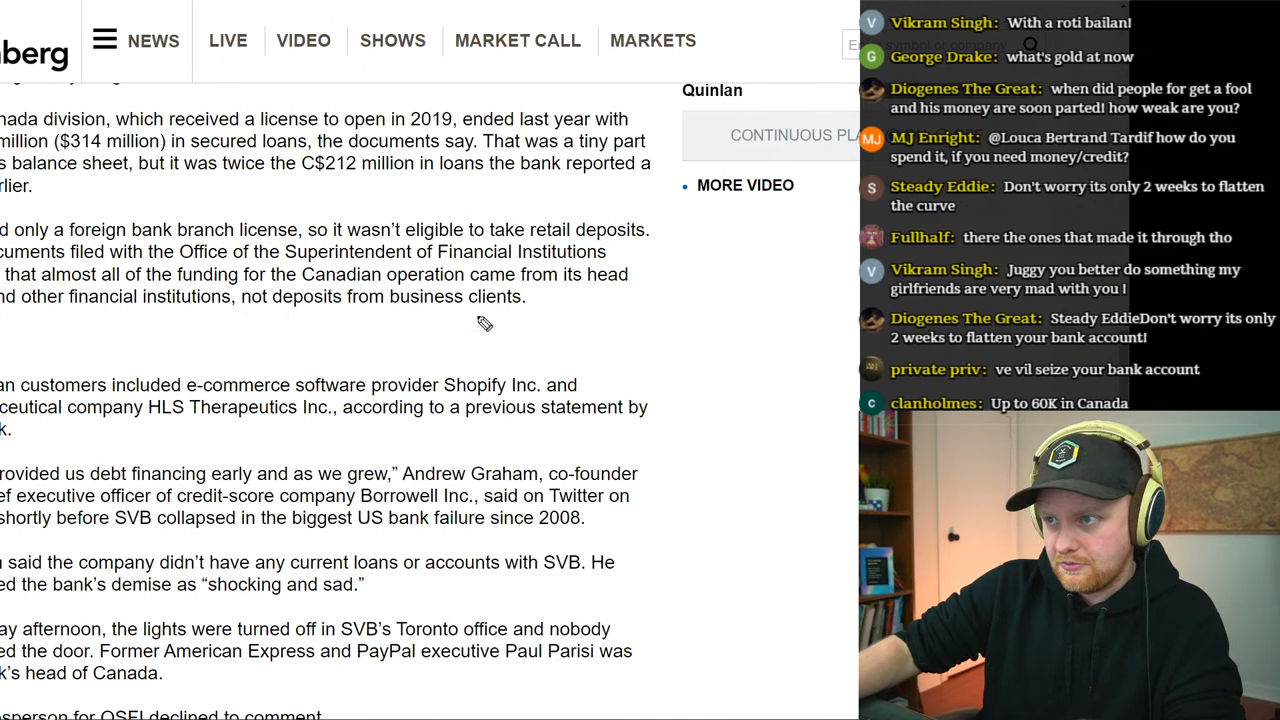 nberg
NEWS
LIVE
VIDEO
SHOWS
MARKET CALL
MARKETS
Quinlan
CONTINUOUS
MORE VIDEO
nada division, which received a license to open in 2019, ended last year with
million ($314 million) in secured loans, the documents say. That was a tiny part
s balance sheet, but it was twice the C$212 million in loans the bank reported a
rlier.
d only a foreign bank branch license, so it wasn’t eligible to take retail deposits.
cuments filed with the Office of the Superintendent of Financial Institutions
that almost all of the funding for the Canadian operation came from its head
nd other financial institutions, not deposits from business clients.
an customers included e-commerce software provider Shopify Inc. and
ceutical company HLS Therapeutics Inc., according to a previous statement by
k.
provided us debt financing early and as we grew,” Andrew Graham, co-founder
ef executive officer of credit-score company Borrowell Inc., said on Twitter on
shortly before SVB collapsed in the biggest US bank failure since 2008.
said the company didn’t have any current loans or accounts with SVB. He
ed the bank’s demise as “shocking and sad.”
ay afternoon, the lights were turned off in SVB’s Toronto office and nobody
ed the door. Former American Express and PayPal executive Paul Parisi was
k’s head of Canada.
esperson for OSFI declined to comment
V Vikram Singh: With a roti bailan!
G George Drake: what's gold at now
Diogenes The Great: when did people for get a fool
and his money are soon parted! how weak are you?
MJ MJ Enright: @Louca Bertrand Tardif how do you
spend it, if you need money/credit?
S Steady Eddie: Don't worry its only 2 weeks to flatten
the curve
Fullhalf: there the ones that made it through tho
V Vikram Singh: Juggy you better do something my
girlfriends are very mad with you !
Diogenes The Great: Steady EddieDon't worry its only
2 weeks to flatten your bank account!
private priv: ve vil seize your bank account
c clanholmes: Up to 60K in Canada